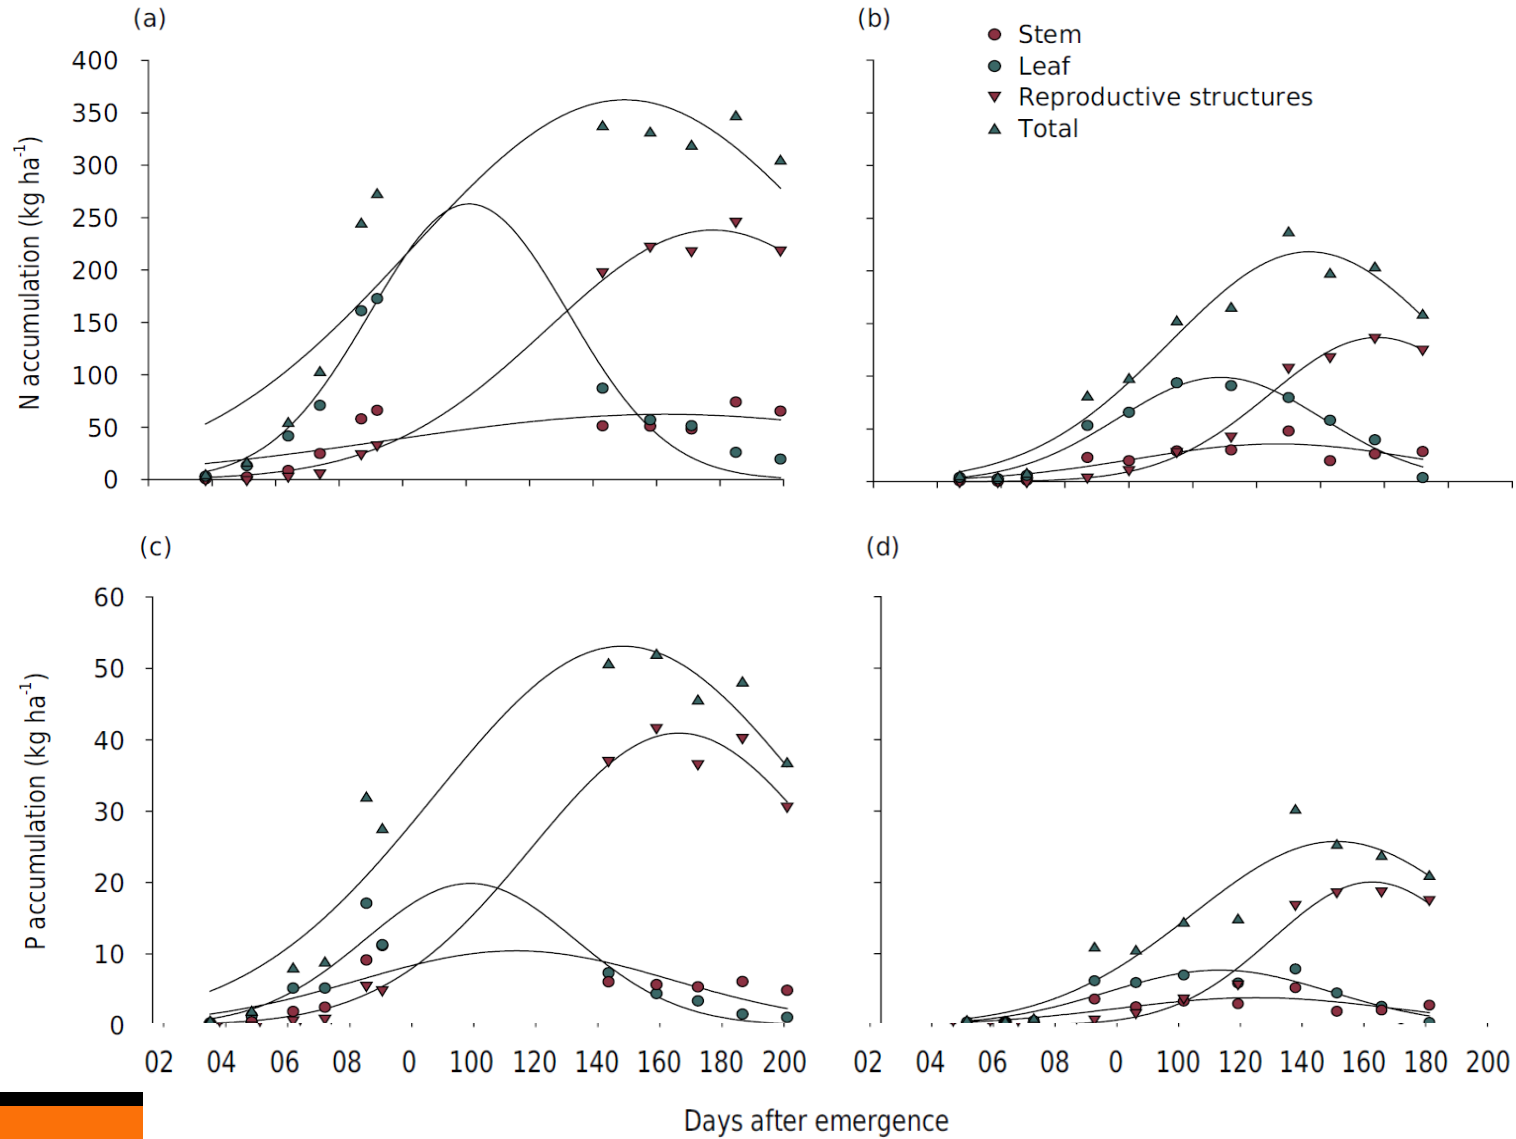 (a)
(b)
Stem
Leaf
Reproductive structures
Total
N accumulation (kg ha-1)
400
350
300
250
200
150
100
50
0
(c)
(d)
P accumulation (kg ha-1)
60
50
40
30
20
10
0
02 04 06 08 0 100 120 140 160 180 200
02 04 06 08 0 100 120 140 160 180 200
Days after emergence